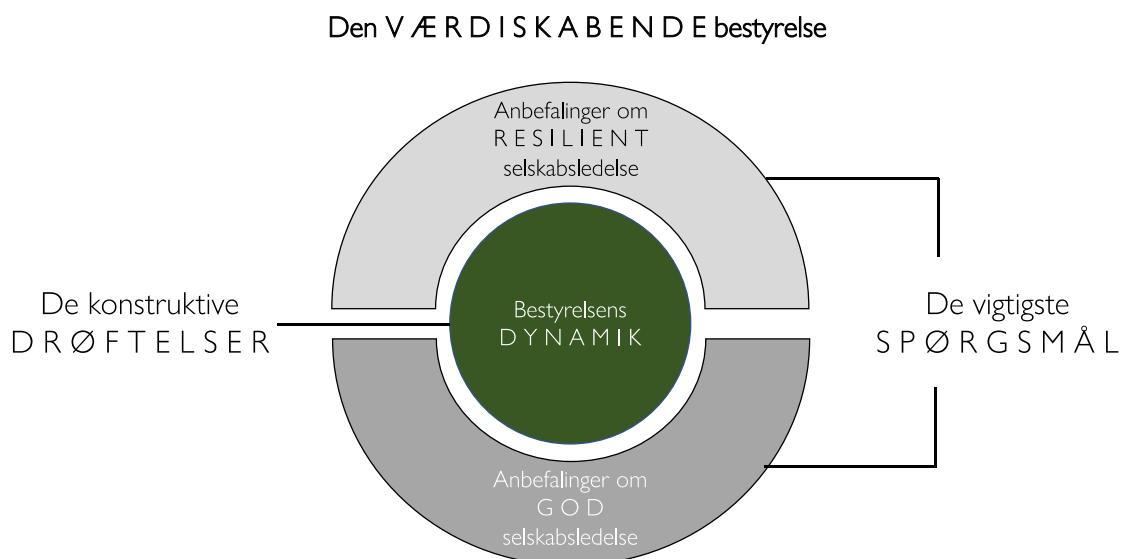 Den VÆRDISKABENDE bestyrelse
Anbefalinger om
RESILIENT
selskabsledelse
De konstruktive
DRØFTELSER
Bestyrelsens
DYNAMIK
De vigtigste
SPØRGSMÅL
Anbefalinger om
GOD
selskabsledelse